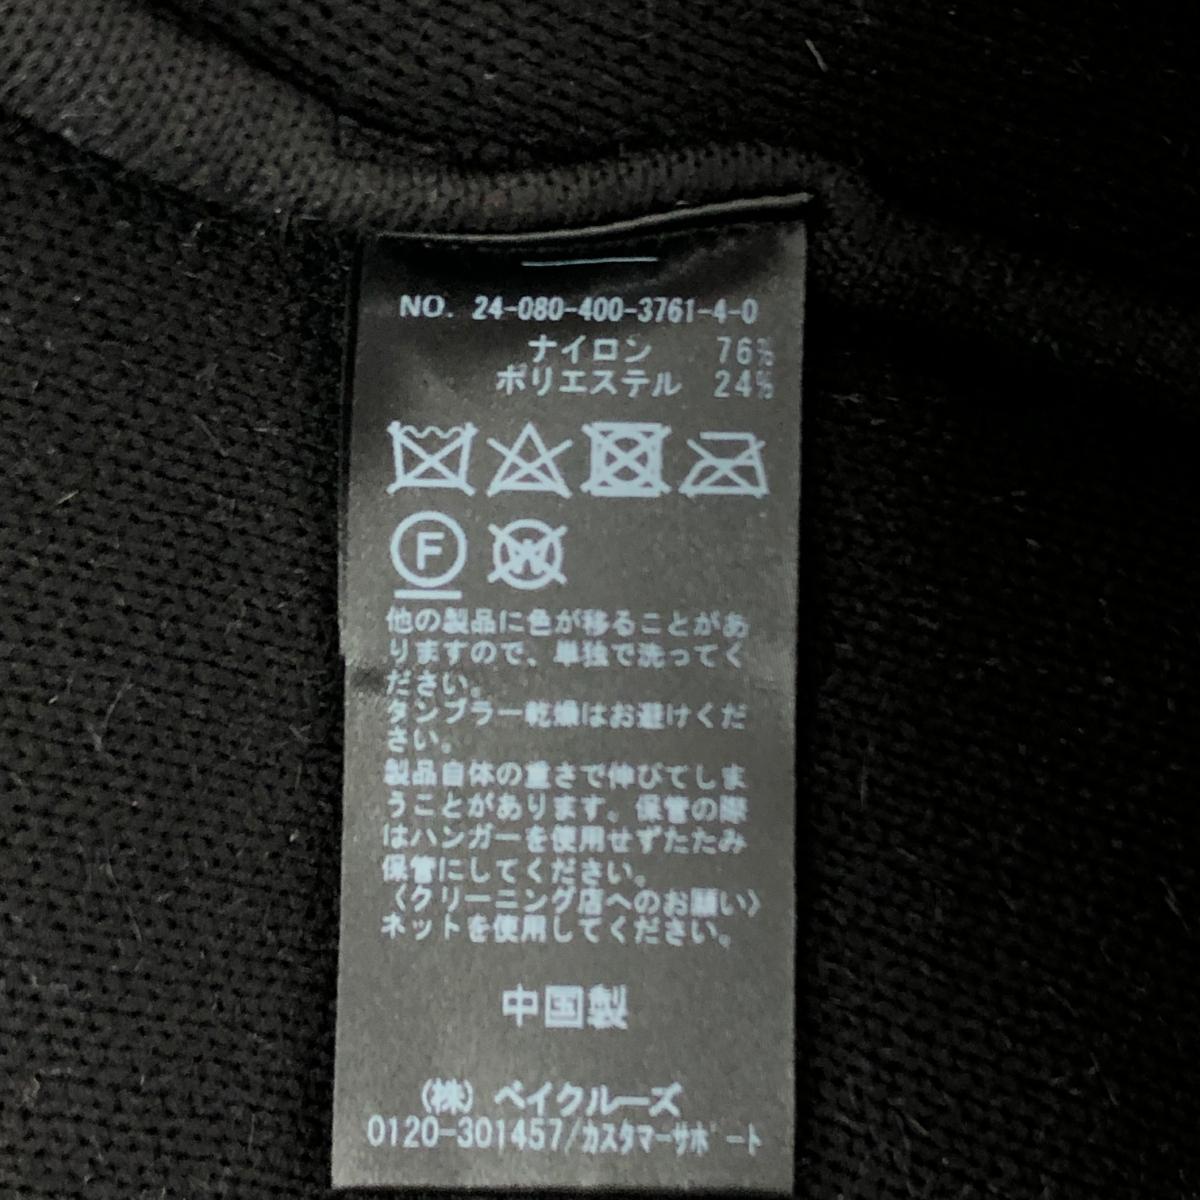 NO. 24-080-400-3761-4-0
ナイロン 76%
ポリエステル 24%
F
W
他の製品に色が移ることがあ
りますので、単独で洗ってく
ださい。
タンブラー乾燥はお避けくだ
さい。
製品自体の重さで伸びてしま
うことがあります。保管の際
はハンガーを使用せずたたみ
保管にしてください。
〈クリーニング店へのお願い〉
ネットを使用してください。
中国製
(株) ベイクルーズ
0120-301457/カスタマーサポート